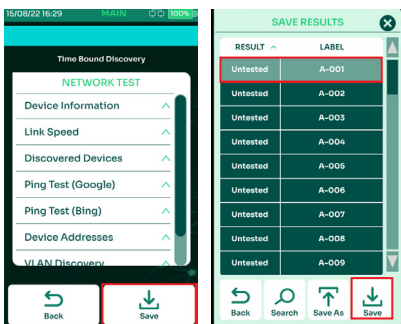 15/08/22 16:29 MAIN 100%
Time Bound Discovery
NETWORK TEST
Device Information
Link Speed
Discovered Devices
Ping Test (Google)
Ping Test (Bing)
Device Addresses
VLAN Discovery
Back Save
SAVE RESULTS
RESULT LABEL
Untested A-001
Untested A-002
Untested A-003
Untested A-004
Untested A-005
Untested A-006
Untested A-007
Untested A-008
Untested A-009
Back Search Save As Save